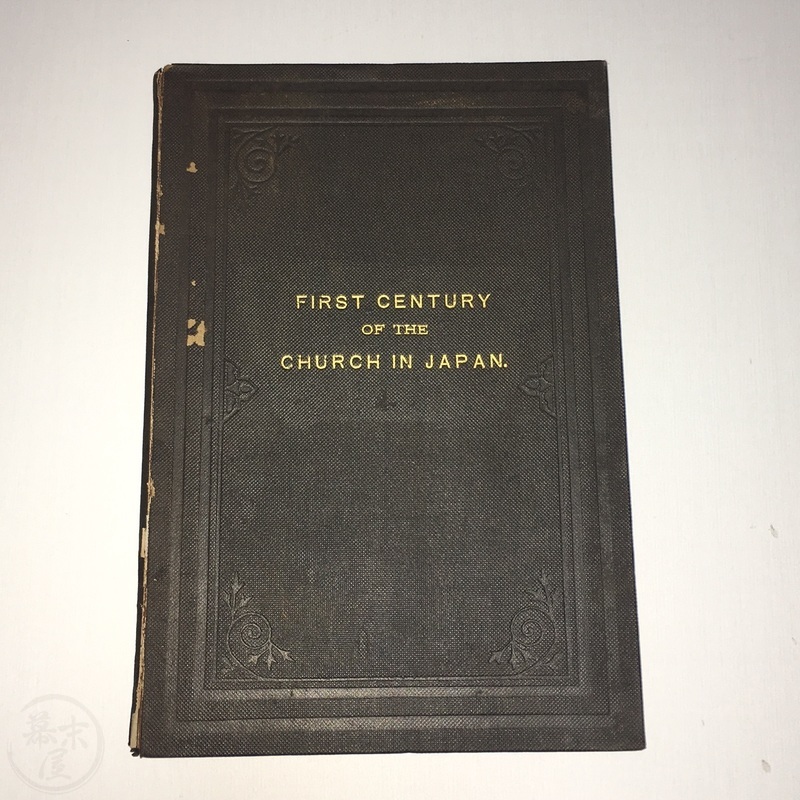 FIRST CENTURY
OF THE
CHURCH IN JAPAN.
幕末屋